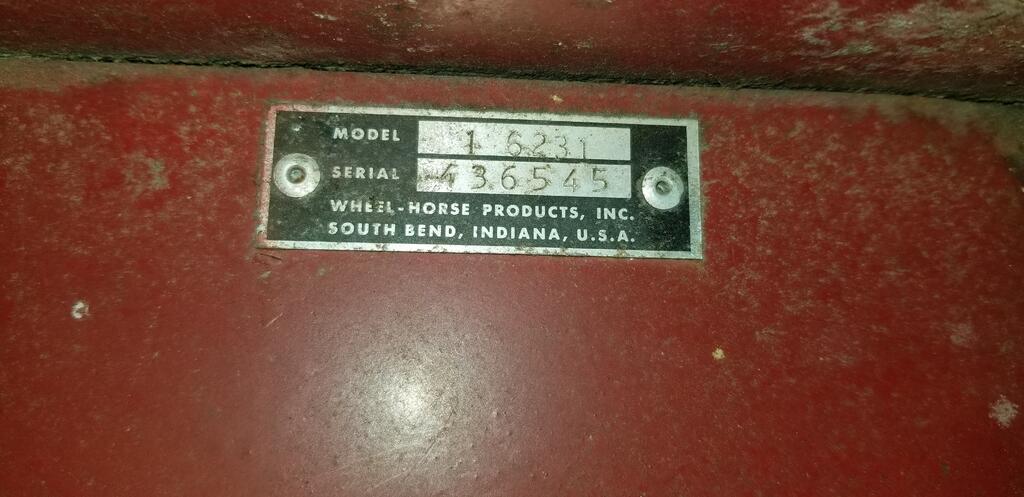 MODEL 1 6231
SERIAL 436545
WHEEL-HORSE PRODUCTS, INC.
SOUTH BEND, INDIANA, U.S.A.